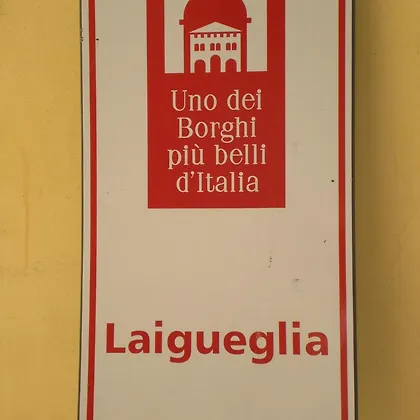 Uno dei
Borghi
più belli
d'Italia
Laigueglia